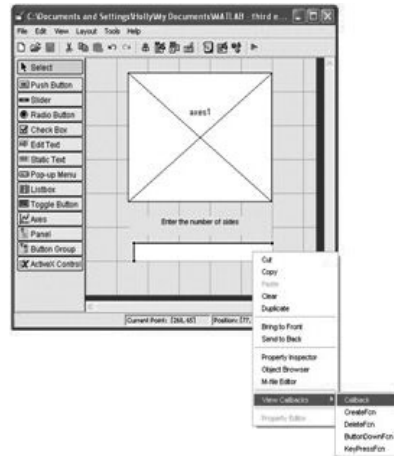 C:\Documents and Settings\Holly\My Documents\MATLAB - third e...
File Edit View Layout Tools Help
Select
Push Button
Slider
Radio Button
Check Box
Edit Text
Static Text
Pop-up Menu
Listbox
Toggle Button
Axes
Panel
Button Group
ActiveX Control
axes1
Enter the number of sides
Current Point: [268, 65]
Position: [77,
Cut
Copy
Paste
Clear
Duplicate
Bring to Front
Send to Back
Property Inspector
Object Browser
M-file Editor
View Callbacks
Property Editor
Callback
CreateFcn
DeleteFcn
ButtonDownFcn
KeyPressFcn